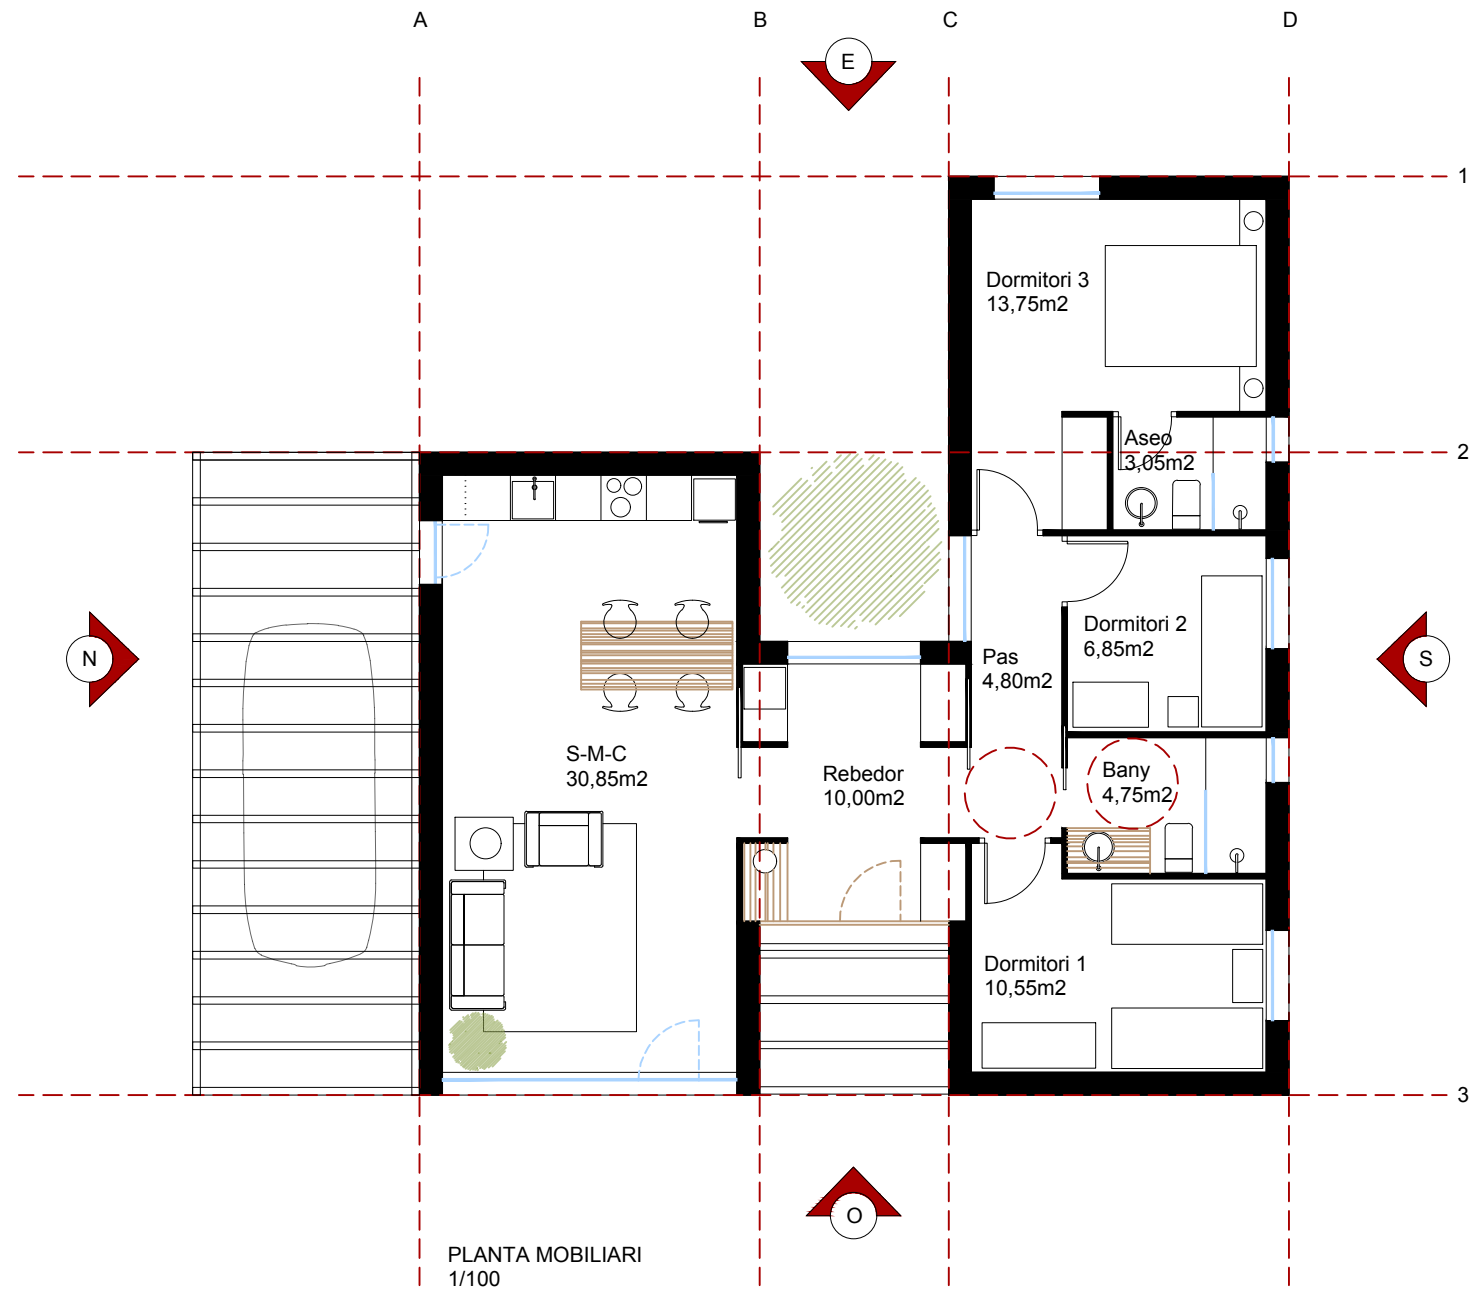 A
B
C
D
E
1
Dormitori 3
13,75m2
Aseo
3,05m2
2
Dormitori 2
6,85m2
N
S
Pas
4,80m2
S-M-C
30,85m2
Rebedor
10,00m2
Bany
4,75m2
Dormitori 1
10,55m2
3
O
PLANTA MOBILIARI
1/100